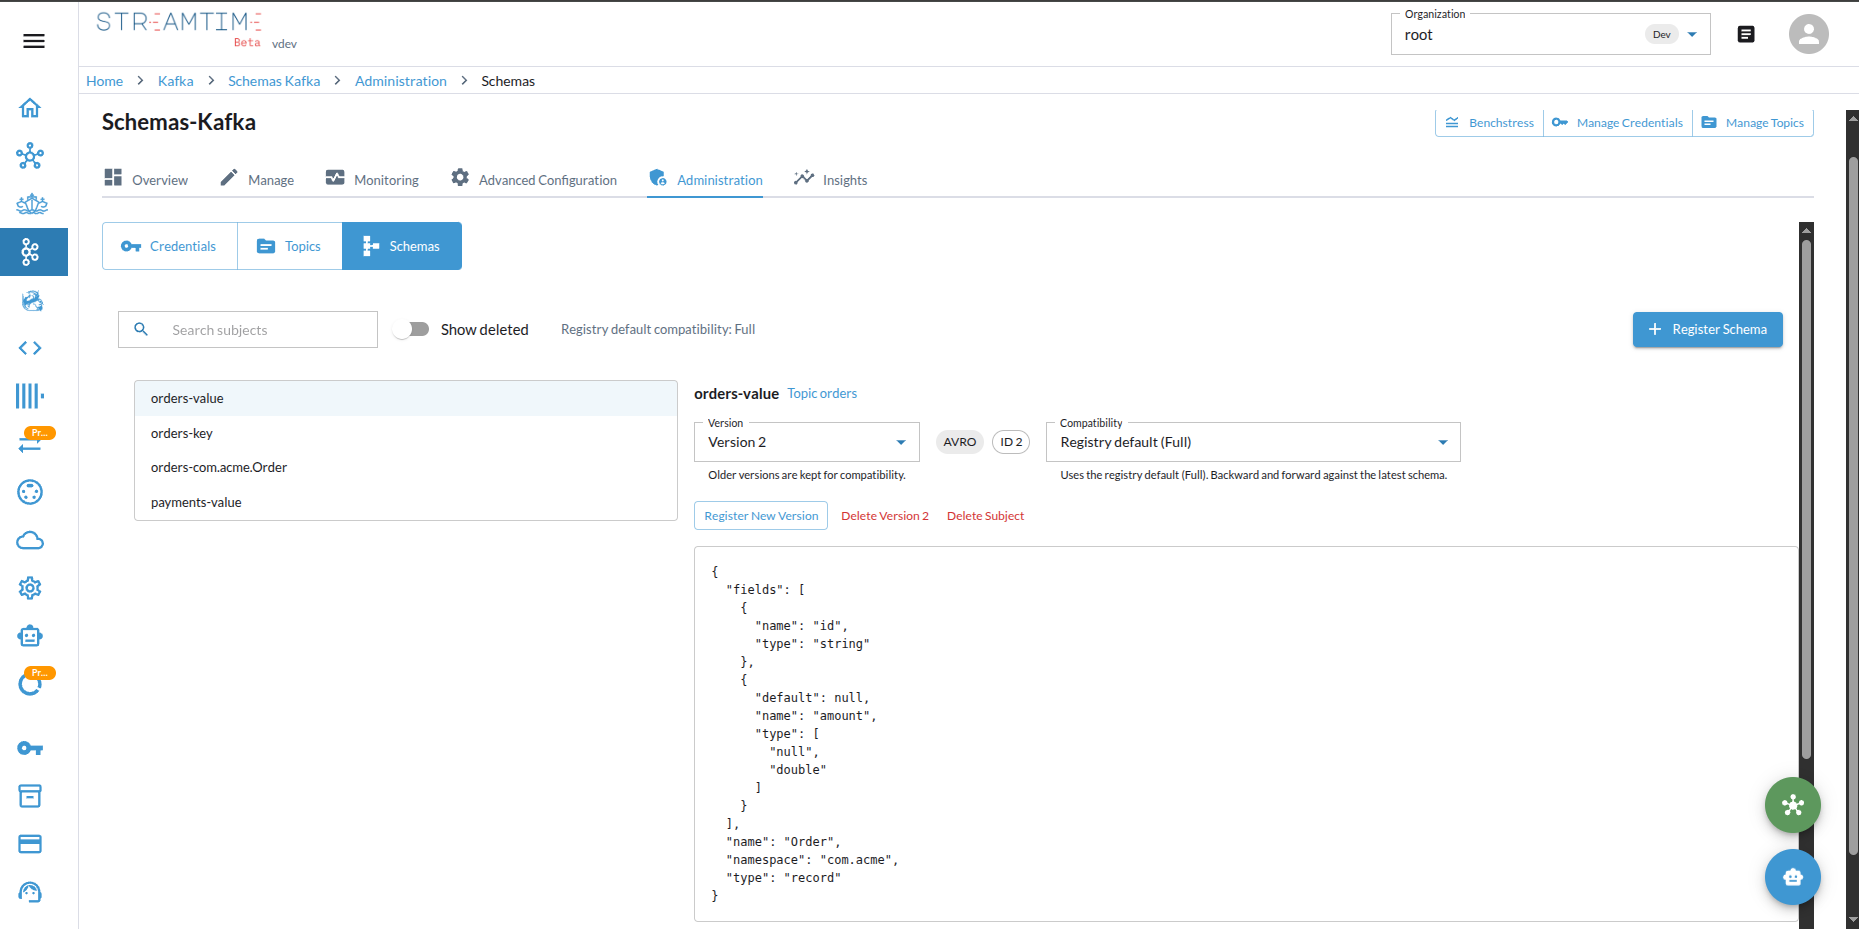 STREAMTIME
Beta vdev
Organization
root Dev
Home > Kafka > Schemas Kafka > Administration > Schemas
Schemas-Kafka
Benchstress Manage Credentials Manage Topics
Overview Manage Monitoring Advanced Configuration Administration Insights
Credentials Topics Schemas
Search subjects Show deleted Registry default compatibility: Full + Register Schema
orders-value
orders-key
orders-com.acme.Order
payments-value
orders-value Topic orders
Version
Version 2
AVRO ID 2
Compatibility
Registry default (Full)
Older versions are kept for compatibility.
Uses the registry default (Full). Backward and forward against the latest schema.
Register New Version Delete Version 2 Delete Subject
{
"fields": [
{
"name": "id",
"type": "string"
},
{
"default": null,
"name": "amount",
"type": [
"null",
"double"
]
}
],
"name": "Order",
"namespace": "com.acme",
"type": "record"
}
Pr...
Pr...